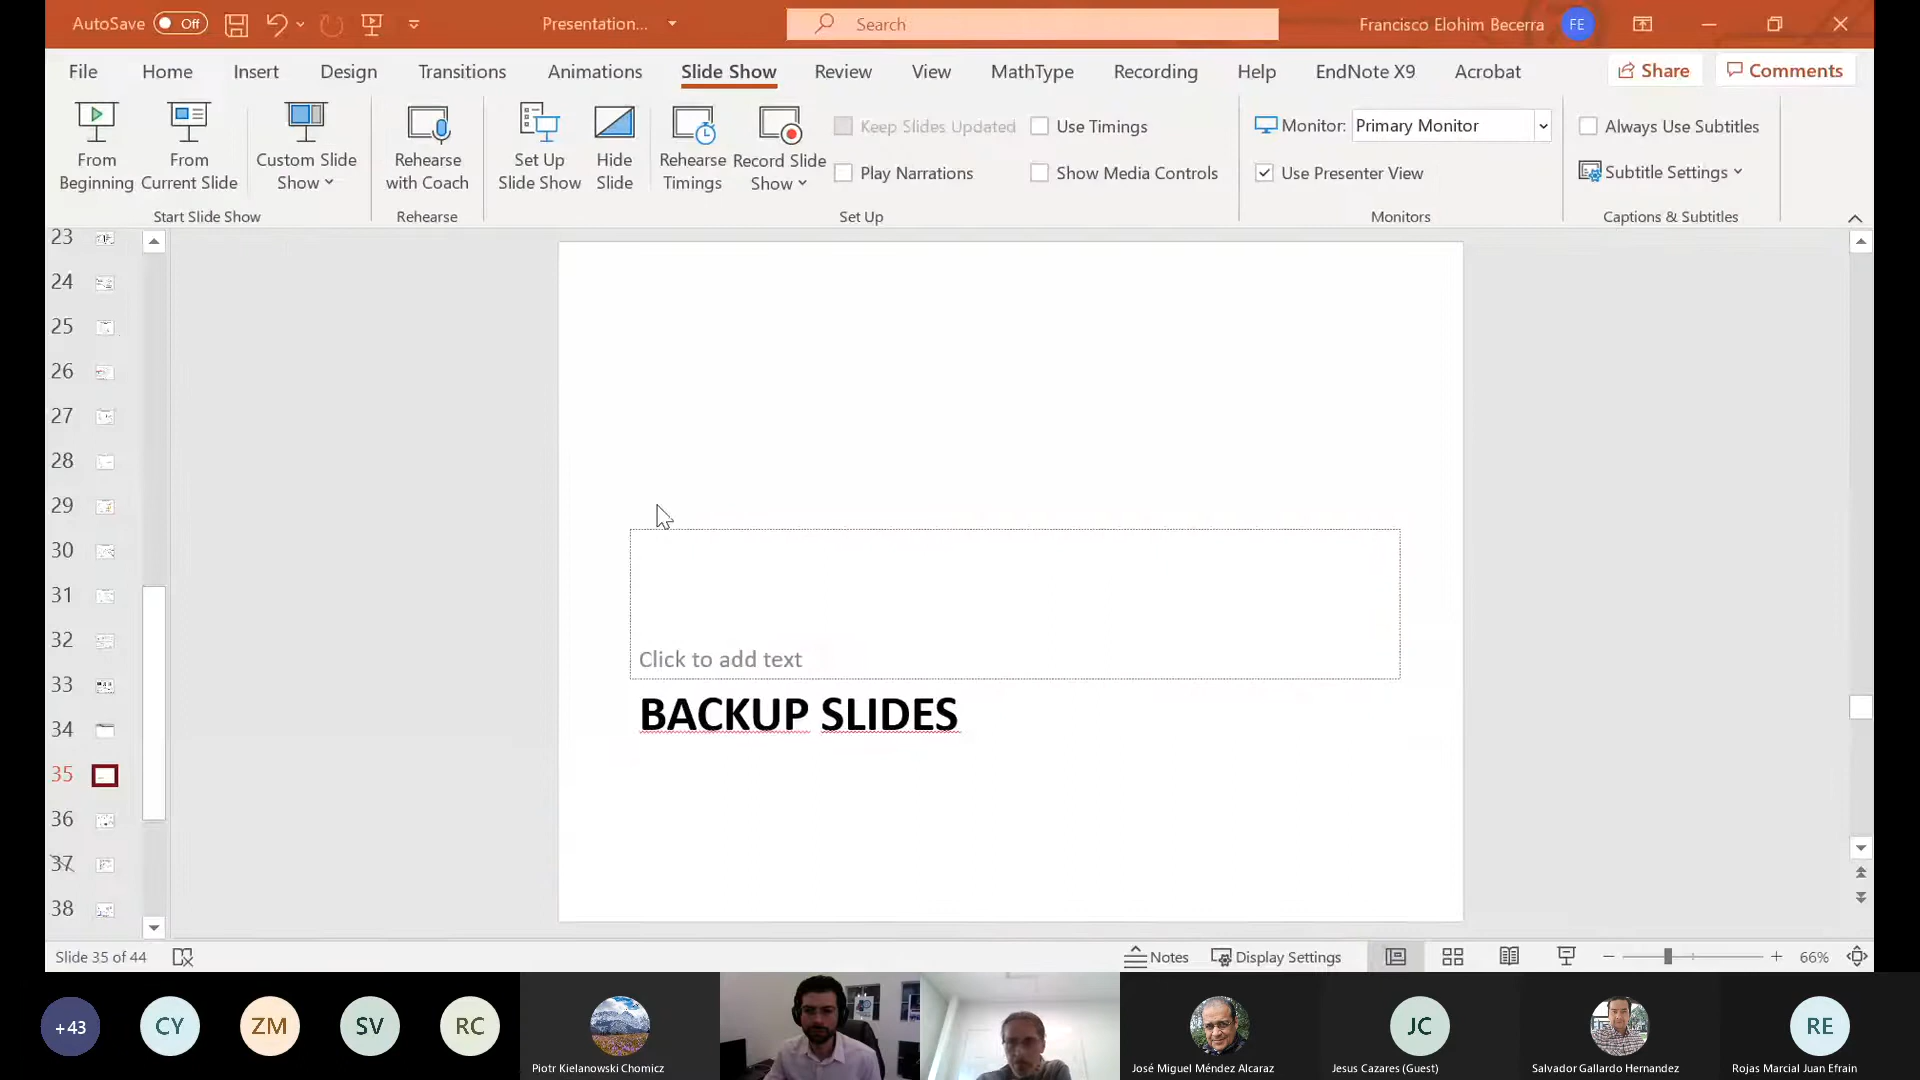 AutoSave Off Presentation... Search Francisco Elohim Becerra FE
File Home Insert Design Transitions Animations Slide Show Review View MathType Recording Help EndNote X9 Acrobat Share Comments
From Beginning
From Current Slide
Custom Slide Show
Rehearse with Coach
Set Up Slide Show
Hide Slide
Rehearse Timings
Record Slide Show
Keep Slides Updated
Use Timings
Play Narrations
Show Media Controls
Monitor: Primary Monitor
Use Presenter View
Always Use Subtitles
Subtitle Settings
Start Slide Show Rehearse Set Up Monitors Captions & Subtitles
23
24
25
26
27
28
29
30
31
32
33
34
35
36
37
38
Click to add text
BACKUP SLIDES
Slide 35 of 44 Notes Display Settings 66%
+43 CY ZM SV RC JC RE
Piotr Kielanowski Chomicz José Miguel Méndez Alcaraz Jesus Cazares (Guest) Salvador Gallardo Hernandez Rojas Marcial Juan Efrain